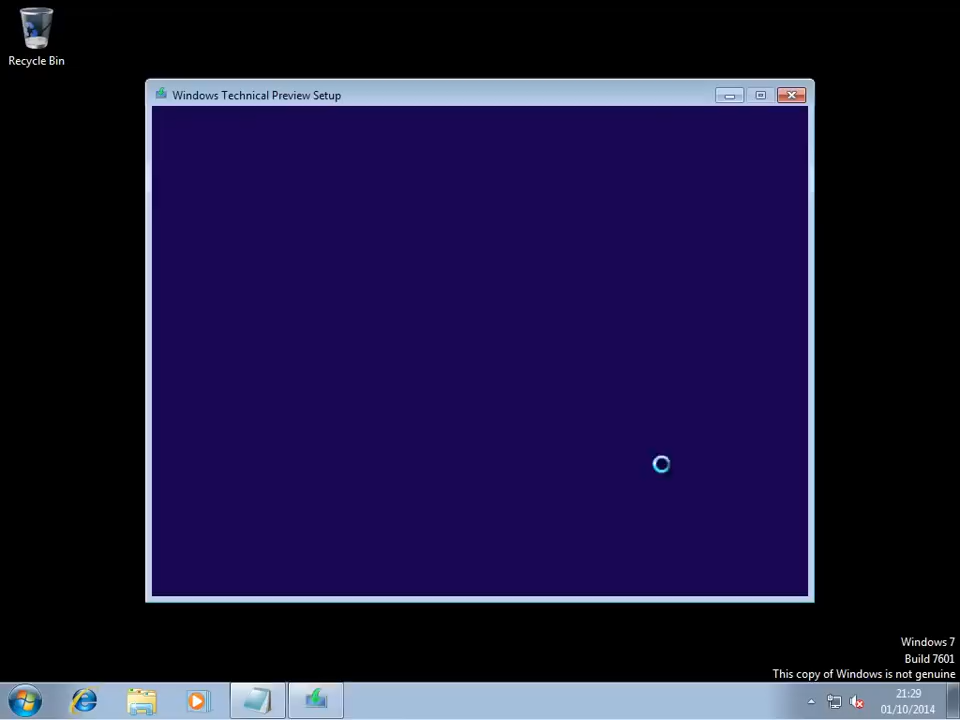 Recycle Bin
Windows Technical Preview Setup
Windows 7
Build 7601
This copy of Windows is not genuine
21:29
01/10/2014